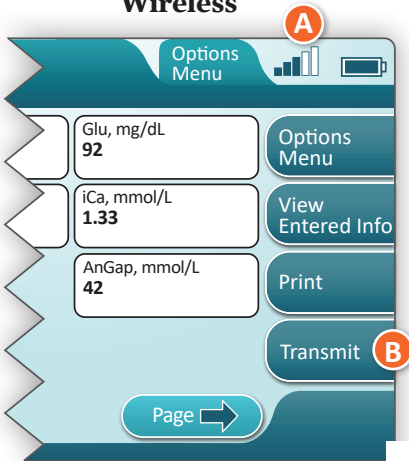 Wireless
A
Options
Menu
Glu, mg/dL
92
Options
Menu
iCa, mmol/L
1.33
View
Entered Info
AnGap, mmol/L
42
Print
Transmit
B
Page